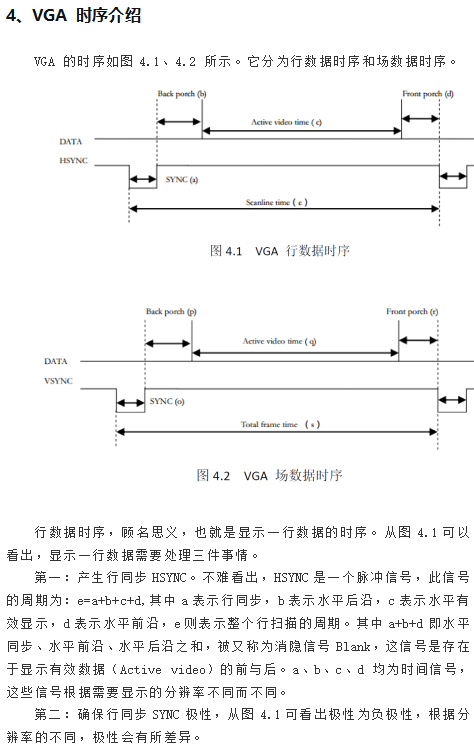 4、VGA 时序介绍
VGA 的时序如图 4.1、4.2 所示。它分为行数据时序和场数据时序。
Back porch (b)
Front porch (d)
Active video time ( c )
DATA
HSYNC
SYNC (a)
Scanline time ( e )
图 4.1 VGA 行数据时序
Back porch (p)
Front porch (r)
Active video time ( q)
DATA
VSYNC
SYNC (o)
Total frame time ( s )
图 4.2 VGA 场数据时序
行数据时序，顾名思义，也就是显示一行数据的时序。从图 4.1 可以
看出，显示一行数据需要处理三件事情。
第一：产生行同步 HSYNC。不难看出，HSYNC 是一个脉冲信号，此信号
的周期为：e=a+b+c+d,其中 a 表示行同步，b 表示水平后沿，c 表示水平有
效显示，d 表示水平前沿，e 则表示整个行扫描的周期。其中 a+b+d 即水平
同步、水平前沿、水平后沿之和，被又称为消隐信号 Blank，这信号是存在
于显示有效数据（Active video）的前与后。a、b、c、d 均为时间信号，
这些信号根据需要显示的分辨率不同而不同。
第二：确保行同步 SYNC 极性，从图 4.1 可看出极性为负极性，根据分
辨率的不同，极性会有所差异。